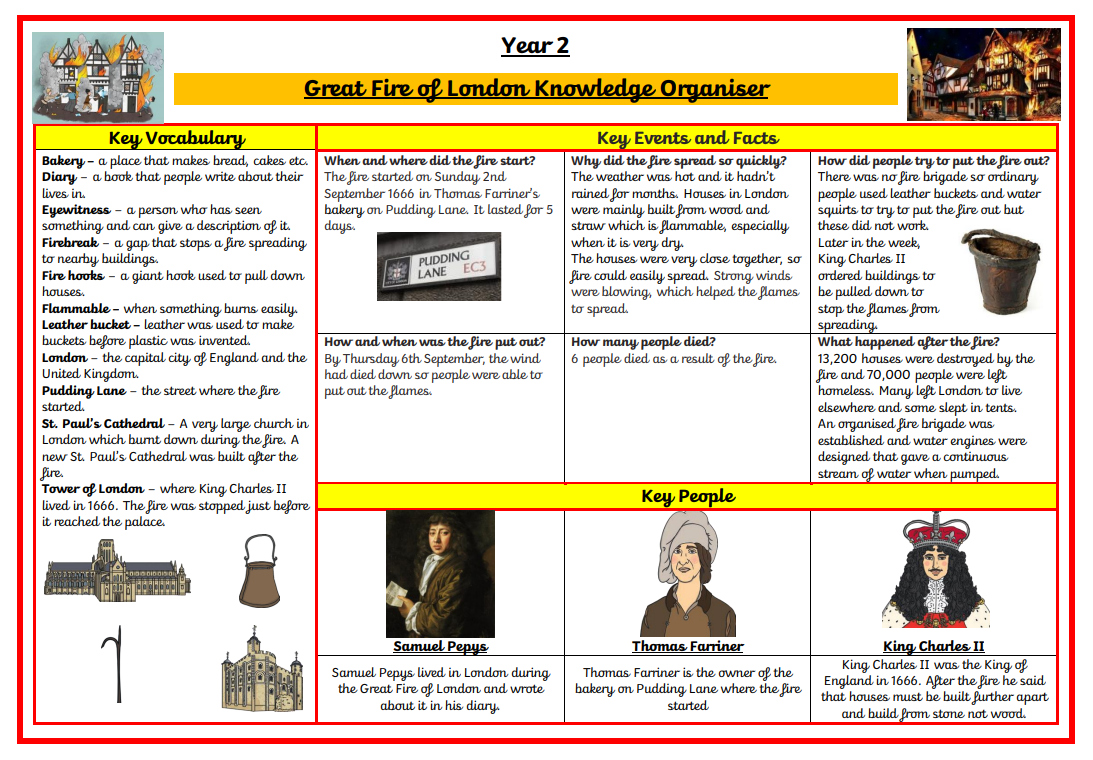 Year 2
Great Fire of London Knowledge Organiser
Key Vocabulary
Bakery – a place that makes bread, cakes etc.
Diary – a book that people write about their
lives in.
Eyewitness – a person who has seen
something and can give a description of it.
Firebreak – a gap that stops a fire spreading
to nearby buildings.
Fire hooks – a giant hook used to pull down
houses.
Flammable – when something burns easily.
Leather bucket – leather was used to make
buckets before plastic was invented.
London – the capital city of England and the
United Kingdom.
Pudding Lane – the street where the fire
started.
St. Paul's Cathedral – A very large church in
London which burnt down during the fire. A
new St. Paul's Cathedral was built after the
fire.
Tower of London – where King Charles II
lived in 1666. The fire was stopped just before
it reached the palace.
Key Events and Facts
When and where did the fire start?
The fire started on Sunday 2nd
September 1666 in Thomas Farriner's
bakery on Pudding Lane. It lasted for 5
days.
PUDDING
LANE EC3
Why did the fire spread so quickly?
The weather was hot and it hadn't
rained for months. Houses in London
were mainly built from wood and
straw which is flammable, especially
when it is very dry.
The houses were very close together, so
fire could easily spread. Strong winds
were blowing, which helped the flames
to spread.
How did people try to put the fire out?
There was no fire brigade so ordinary
people used leather buckets and water
squirts to try to put the fire out but
these did not work.
Later in the week,
King Charles II
ordered buildings to
be pulled down to
stop the flames from
spreading.
How and when was the fire put out?
By Thursday 6th September, the wind
had died down so people were able to
put out the flames.
How many people died?
6 people died as a result of the fire.
What happened after the fire?
13,200 houses were destroyed by the
fire and 70,000 people were left
homeless. Many left London to live
elsewhere and some slept in tents.
An organised fire brigade was
established and water engines were
designed that gave a continuous
stream of water when pumped.
Key People
Samuel Pepys
Samuel Pepys lived in London during
the Great Fire of London and wrote
about it in his diary.
Thomas Farriner
Thomas Farriner is the owner of the
bakery on Pudding Lane where the fire
started
King Charles II
King Charles II was the King of
England in 1666. After the fire he said
that houses must be built further apart
and build from stone not wood.